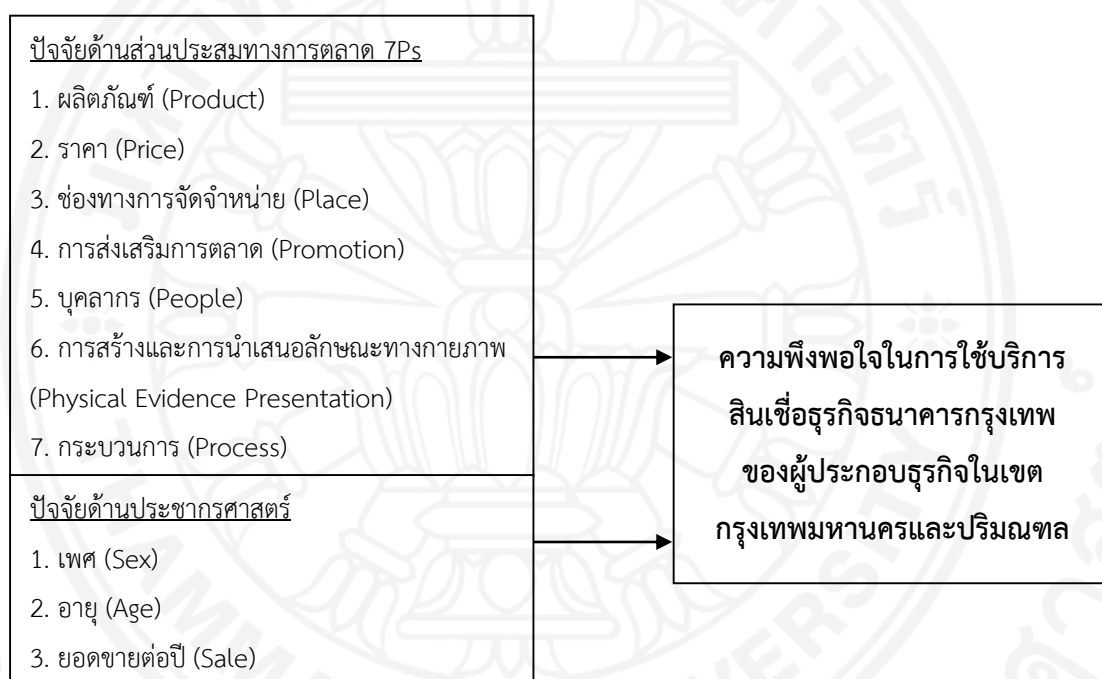 ปัจจัยด้านส่วนประสมทางการตลาด 7Ps
1. ผลิตภัณฑ์ (Product)
2. ราคา (Price)
3. ช่องทางการจัดจำหน่าย (Place)
4. การส่งเสริมการตลาด (Promotion)
5. บุคลากร (People)
6. การสร้างและการนำเสนอลักษณะทางกายภาพ
(Physical Evidence Presentation)
7. กระบวนการ (Process)
ปัจจัยด้านประชากรศาสตร์
1. เพศ (Sex)
2. อายุ (Age)
3. ยอดขายต่อปี (Sale)
ความพึงพอใจในการใช้บริการ
สินเชื่อธุรกิจธนาคารกรุงเทพ
ของผู้ประกอบธุรกิจในเขต
กรุงเทพมหานครและปริมณฑล